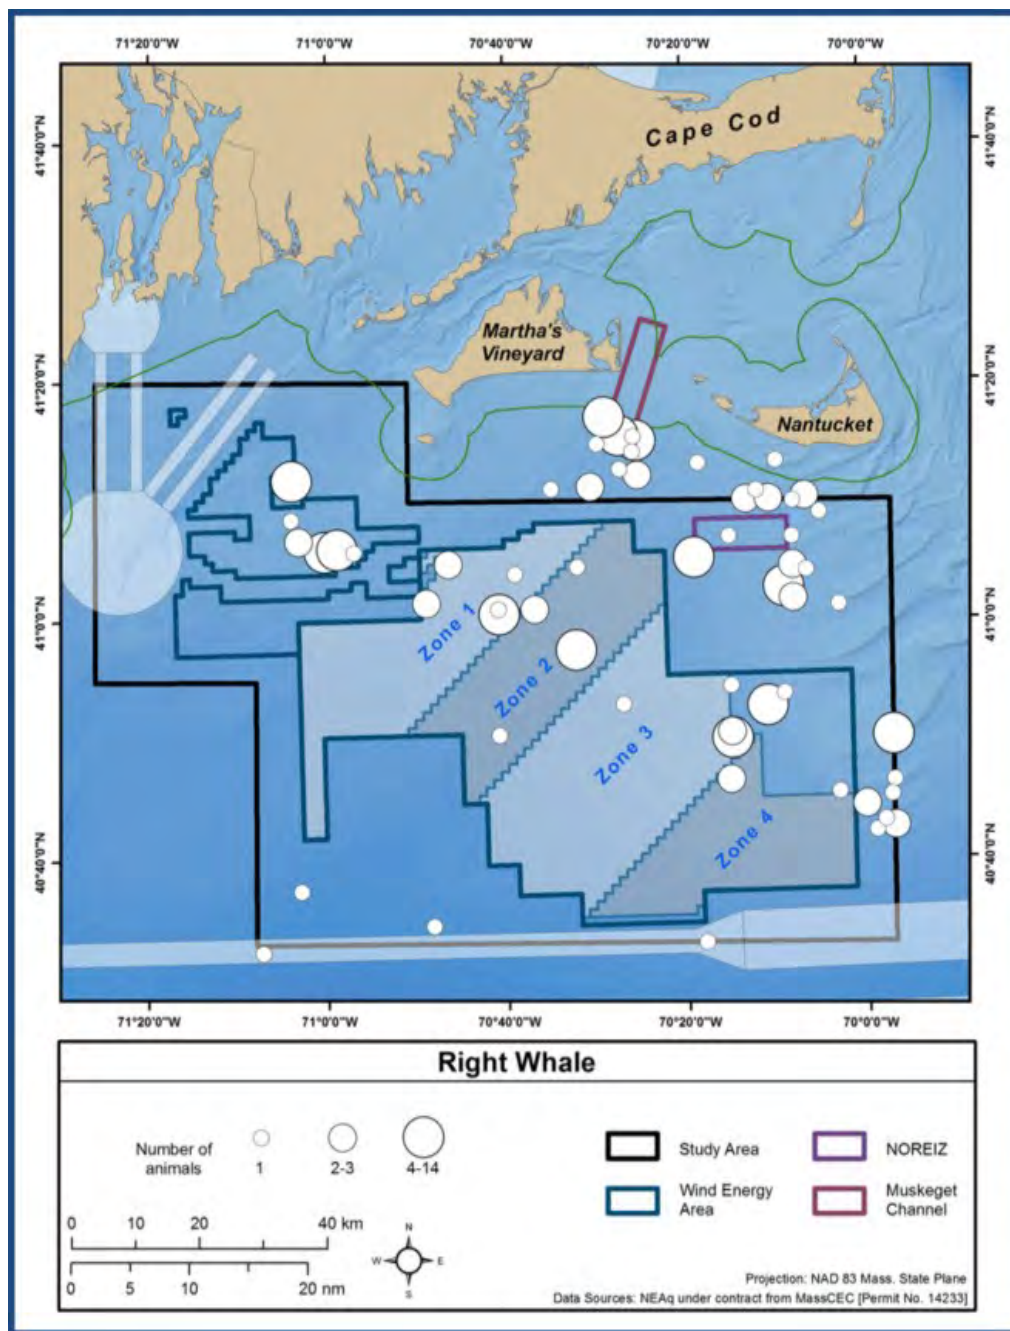 71°20'0"W 71°0'0"W 70°40'0"W 70°20'0"W 70°0'0"W
Cape Cod
41°40'0"N 41°40'0"N
Martha's
Vineyard
41°20'0"N 41°20'0"N
Nantucket
41°0'0"N 41°0'0"N
Zone 1
Zone 2
Zone 3
Zone 4
40°40'0"N 40°40'0"N
71°20'0"W 71°0'0"W 70°40'0"W 70°20'0"W 70°0'0"W
Right Whale
Number of
animals
1 2-3 4-14
Study Area
NOREIZ
Wind Energy
Area
Muskeget
Channel
0 10 20 40 km
0 5 10 20 nm
N
W E
S
Projection: NAD 83 Mass. State Plane
Data Sources: NEAq under contract from MassCEC [Permit No. 14233]